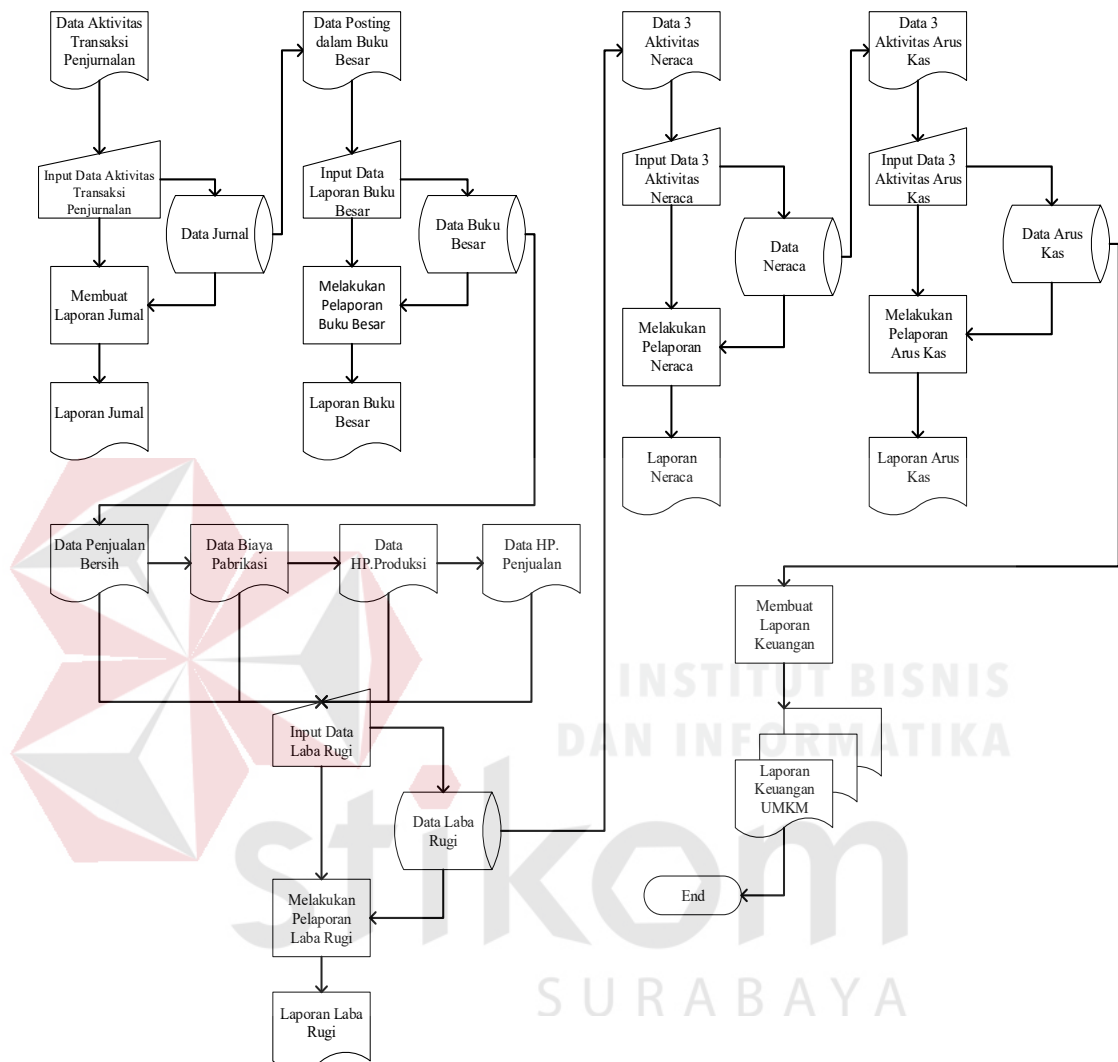 Data Aktivitas
Transaksi
Penjurnalan
Input Data Aktivitas
Transaksi
Penjurnalan
Data Jurnal
Membuat
Laporan Jurnal
Laporan Jurnal
Data Posting
dalam Buku
Besar
Input Data
Laporan Buku
Besar
Data Buku
Besar
Melakukan
Pelaporan
Buku Besar
Laporan Buku
Besar
Data Penjualan
Bersih
Data Biaya
Pabrikasi
Data
HP.Produksi
Data HP.
Penjualan
Input Data
Laba Rugi
Data Laba
Rugi
Melakukan
Pelaporan
Laba Rugi
Laporan Laba
Rugi
Data 3
Aktivitas
Neraca
Input Data 3
Aktivitas
Neraca
Data
Neraca
Melakukan
Pelaporan
Neraca
Laporan
Neraca
Data 3
Aktivitas Arus
Kas
Input Data 3
Aktivitas Arus
Kas
Data Arus
Kas
Melakukan
Pelaporan
Arus Kas
Laporan Arus
Kas
Membuat
Laporan
Keuangan
Laporan
Keuangan
UMKM
End
INSTITUT BISNIS
DAN INFORMATIKA
stikom
SURABAYA